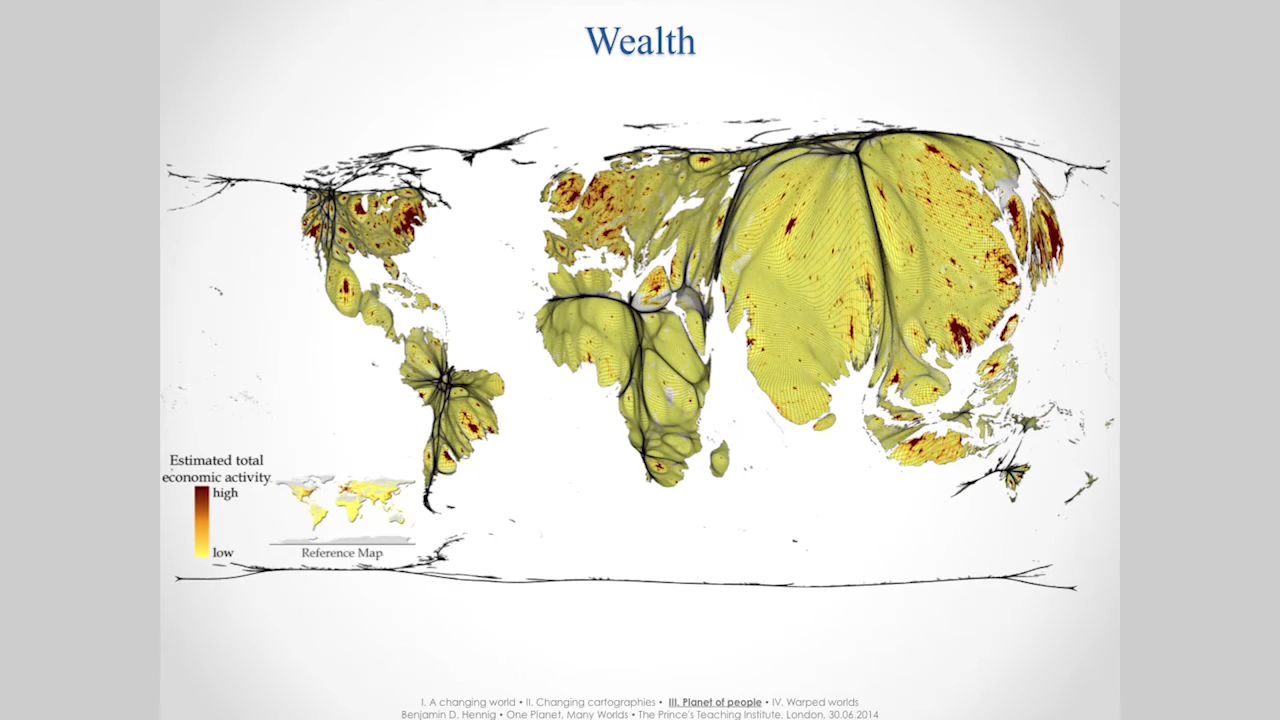 Wealth
Estimated total
economic activity
high
low
Reference Map
I. A changing world • II. Changing cartographies • III. Planet of people • IV. Warped worlds
Benjamin D. Hennig • One Planet, Many Worlds • The Prince's Teaching Institute, London, 30.06.2014